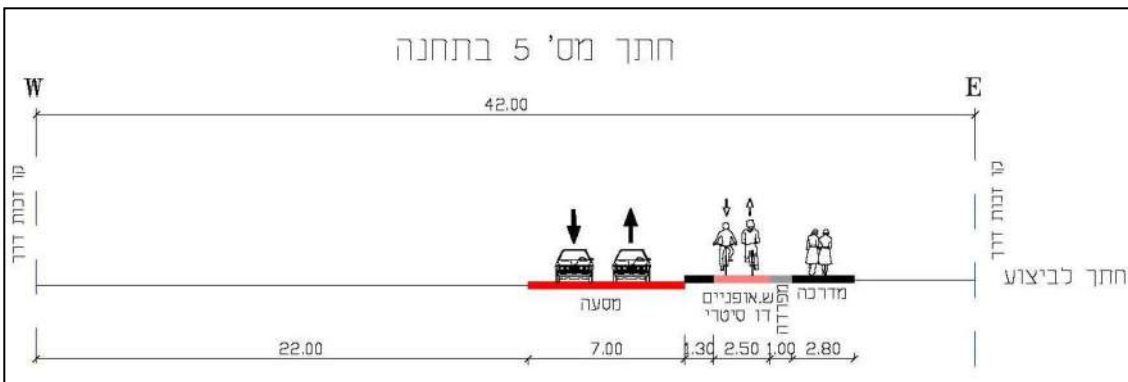 חתך מס' 5 בתחנה
W
E
42.00
קו זכות דרך
קו זכות דרך
חתך לביצוע
מסעה
ש.אופניים
דו סיטרי
מפרדה
מדרכה
22.00
7.00
1.30
2.50
1.00
2.80